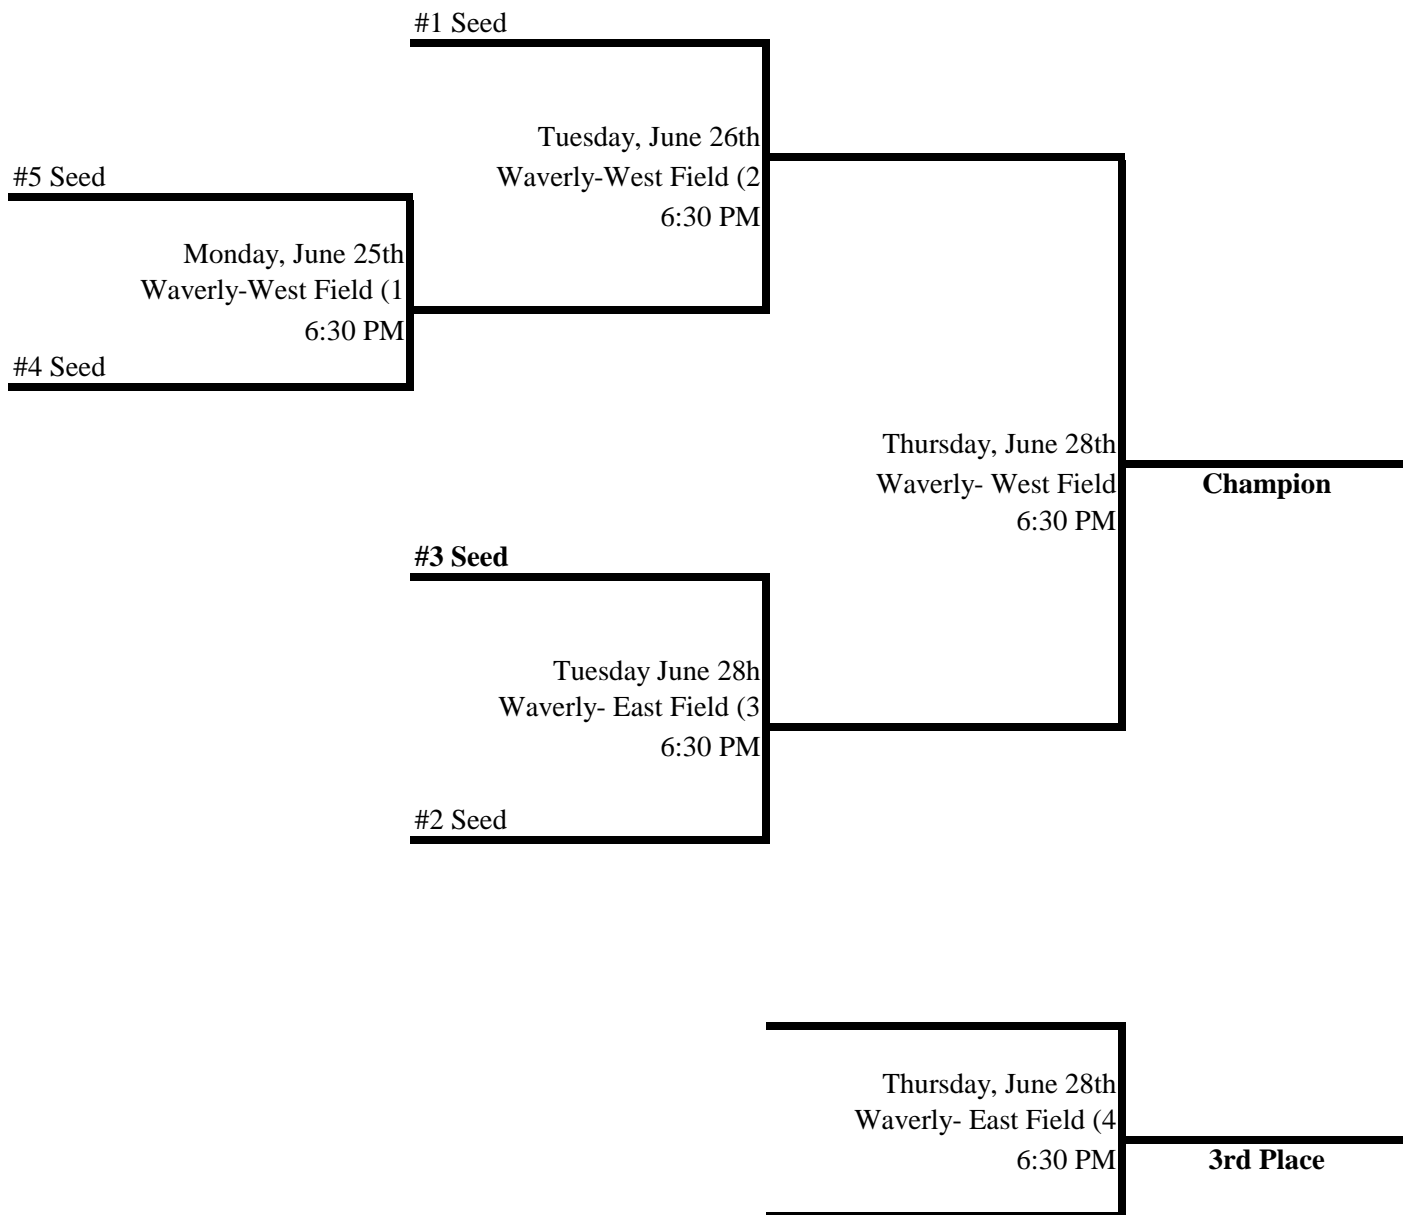 #1 Seed
Tuesday, June 26th
Waverly-West Field (2
6:30 PM
#5 Seed
Monday, June 25th
Waverly-West Field (1
6:30 PM
#4 Seed
Thursday, June 28th
Waverly- West Field
6:30 PM
Champion
#3 Seed
Tuesday June 28h
Waverly- East Field (3
6:30 PM
#2 Seed
Thursday, June 28th
Waverly- East Field (4
6:30 PM
3rd Place